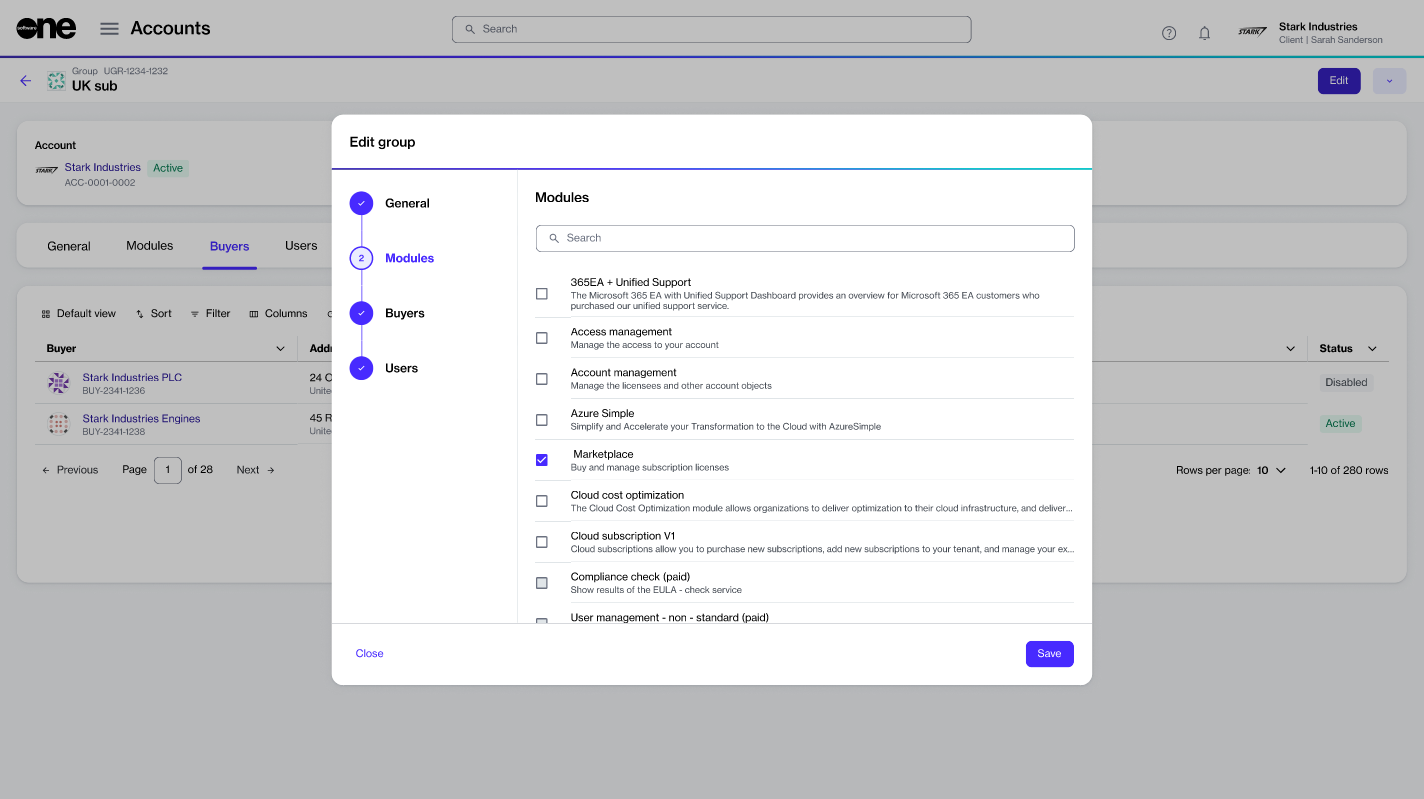 software one
Accounts
Search
STARK
Stark Industries
Client | Sarah Sanderson
Group UGR-1234-1232
UK sub
Edit
Account
STARK
Stark Industries
Active
ACC-0001-0002
General
Modules
Buyers
Users
Default view
Sort
Filter
Columns
Buyer
Addr
Status
Stark Industries PLC
BUY-2341-1236
24 O
Unite
Disabled
Stark Industries Engines
BUY-2341-1238
45 R
Unite
Active
Previous
Page 1 of 28
Next
Rows per page: 10
1-10 of 280 rows
Edit group
General
2
Modules
Buyers
Users
Modules
Search
365EA + Unified Support
The Microsoft 365 EA with Unified Support Dashboard provides an overview for Microsoft 365 EA customers who
purchased our unified support service.
Access management
Manage the access to your account
Account management
Manage the licensees and other account objects
Azure Simple
Simplify and Accelerate your Transformation to the Cloud with AzureSimple
Marketplace
Buy and manage subscription licenses
Cloud cost optimization
The Cloud Cost Optimization module allows organizations to deliver optimization to their cloud infrastructure, and deliver...
Cloud subscription V1
Cloud subscriptions allow you to purchase new subscriptions, add new subscriptions to your tenant, and manage your ex...
Compliance check (paid)
Show results of the EULA - check service
User management - non - standard (paid)
Close
Save